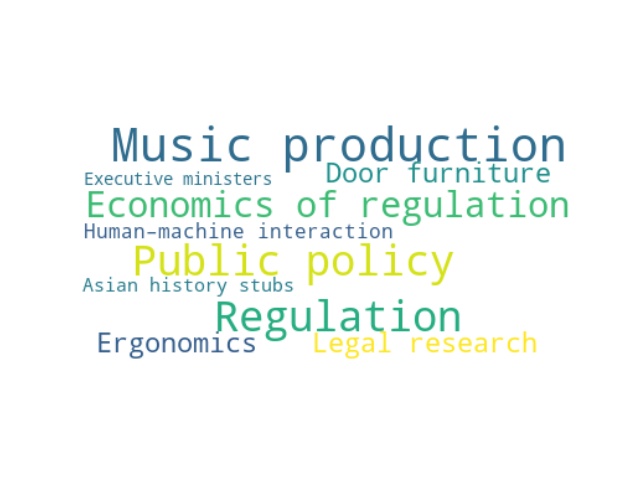 Music production
Door furniture
Executive ministers
Economics of regulation
Human–machine interaction
Public policy
Asian history stubs
Regulation
Ergonomics
Legal research